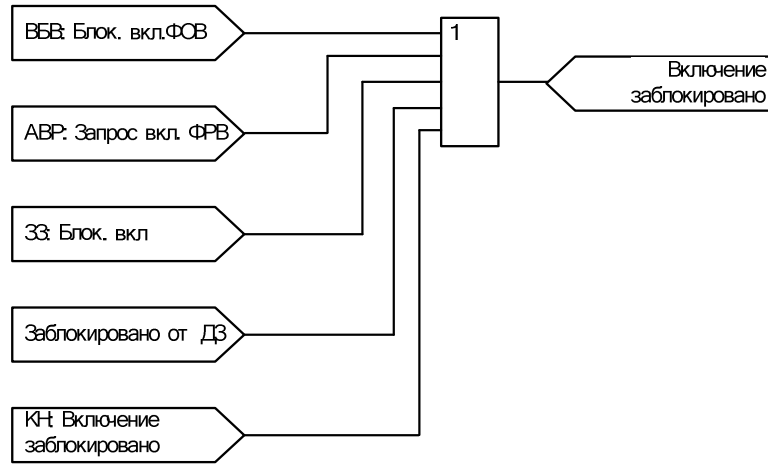 ВБВ: Блок. вкл.ФОВ
1
Включение
заблокировано
АВР: Запрос вкл. ФРВ
ЗЗ: Блок. вкл
Заблокировано от ДЗ
КН: Включение
заблокировано